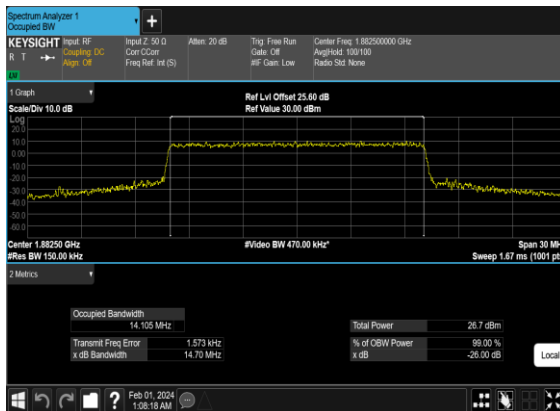 Spectrum Analyzer 1
Occupied BW
KEYSIGHT Input: RF Input Z: 50 Ω Atten: 20 dB Trig: Free Run Center Freq: 1.882500000 GHz
R T Coupling: DC Corr CCorr Gate: Off Avg|Hold: 100/100
Align: Off Freq Ref: Int (S) #IF Gain: Low Radio Std: None
1 Graph
Ref Lvl Offset 25.60 dB
Scale/Div 10.0 dB Ref Value 30.00 dBm
Log
20.0
10.0
0.00
-10.0
-20.0
-30.0
-40.0
-50.0
-60.0
Center 1.88250 GHz #Video BW 470.00 kHz* Span 30 MH
#Res BW 150.00 kHz Sweep 1.67 ms (1001 pts
2 Metrics
Occupied Bandwidth
14.105 MHz Total Power 26.7 dBm
Transmit Freq Error 1.573 kHz % of OBW Power 99.00 %
x dB Bandwidth 14.70 MHz x dB -26.00 dB
Local
Feb 01, 2024
1:06:18 AM